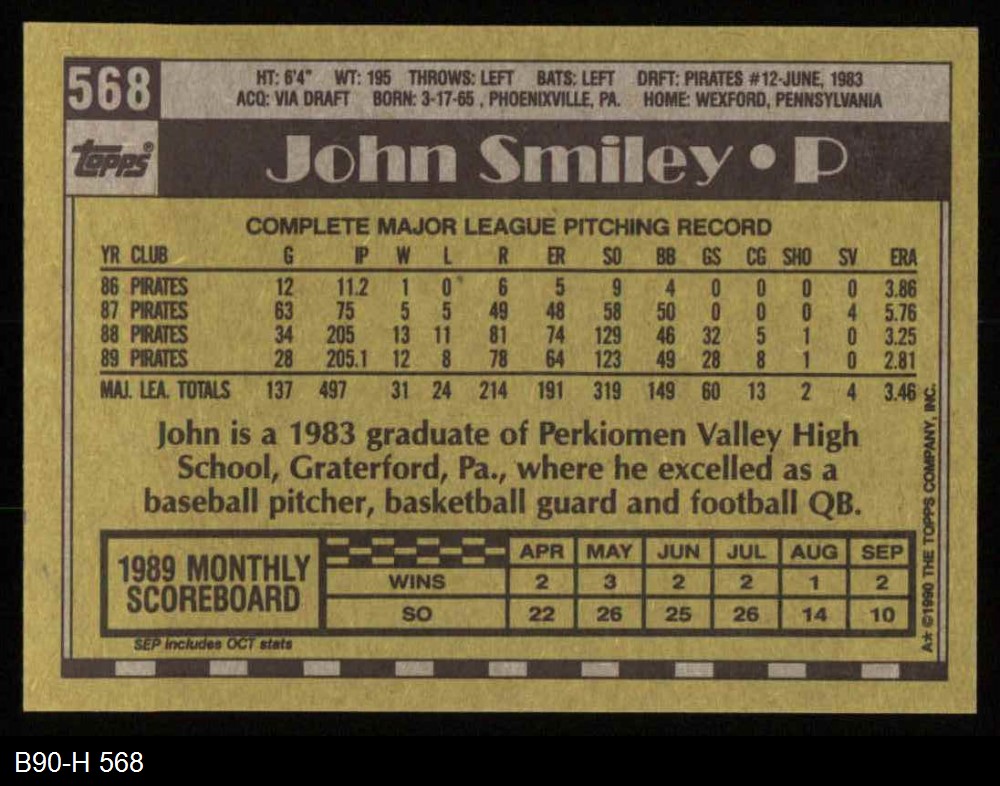 568
HT: 6'4" WT: 195 THROWS: LEFT BATS: LEFT DRFT: PIRATES #12-JUNE, 1983
ACQ: VIA DRAFT BORN: 3-17-65 , PHOENIXVILLE, PA. HOME: WEXFORD, PENNSYLVANIA
topps®
John Smiley • P
COMPLETE MAJOR LEAGUE PITCHING RECORD
YR CLUB G IP W L R ER SO BB GS CG SHO SV ERA
86 PIRATES 12 11.2 1 0 6 5 9 4 0 0 0 0 3.86
87 PIRATES 63 75 5 5 49 48 58 50 0 0 0 4 5.76
88 PIRATES 34 205 13 11 81 74 129 46 32 5 1 0 3.25
89 PIRATES 28 205.1 12 8 78 64 123 49 28 8 1 0 2.81
MAJ. LEA. TOTALS 137 497 31 24 214 191 319 149 60 13 2 4 3.46
John is a 1983 graduate of Perkiomen Valley High
School, Graterford, Pa., where he excelled as a
baseball pitcher, basketball guard and football QB.
1989 MONTHLY
SCOREBOARD
APR MAY JUN JUL AUG SEP
WINS 2 3 2 2 1 2
SO 22 26 25 26 14 10
SEP includes OCT stats
A* ©1990 THE TOPPS COMPANY, INC.
B90-H 568